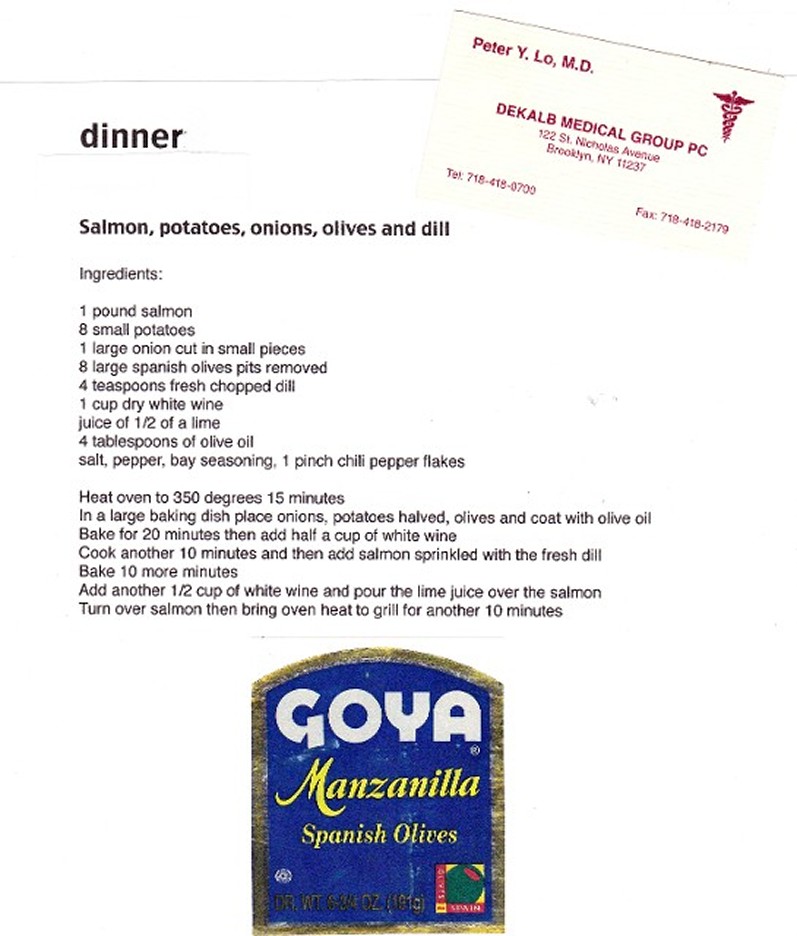 Peter Y. Lo, M.D.
DEKALB MEDICAL GROUP PC
122 St. Nicholas Avenue
Brooklyn, NY 11237
Tel: 718-418-0700
Fax: 718-418-2179
dinner
Salmon, potatoes, onions, olives and dill
Ingredients:
1 pound salmon
8 small potatoes
1 large onion cut in small pieces
8 large spanish olives pits removed
4 teaspoons fresh chopped dill
1 cup dry white wine
juice of 1/2 of a lime
4 tablespoons of olive oil
salt, pepper, bay seasoning, 1 pinch chili pepper flakes
Heat oven to 350 degrees 15 minutes
In a large baking dish place onions, potatoes halved, olives and coat with olive oil
Bake for 20 minutes then add half a cup of white wine
Cook another 10 minutes and then add salmon sprinkled with the fresh dill
Bake 10 more minutes
Add another 1/2 cup of white wine and pour the lime juice over the salmon
Turn over salmon then bring oven heat to grill for another 10 minutes
GOYA®
Manzanilla
Spanish Olives
DR. WT. 6-3/4 OZ. (191g)
OLIVES
SPAIN